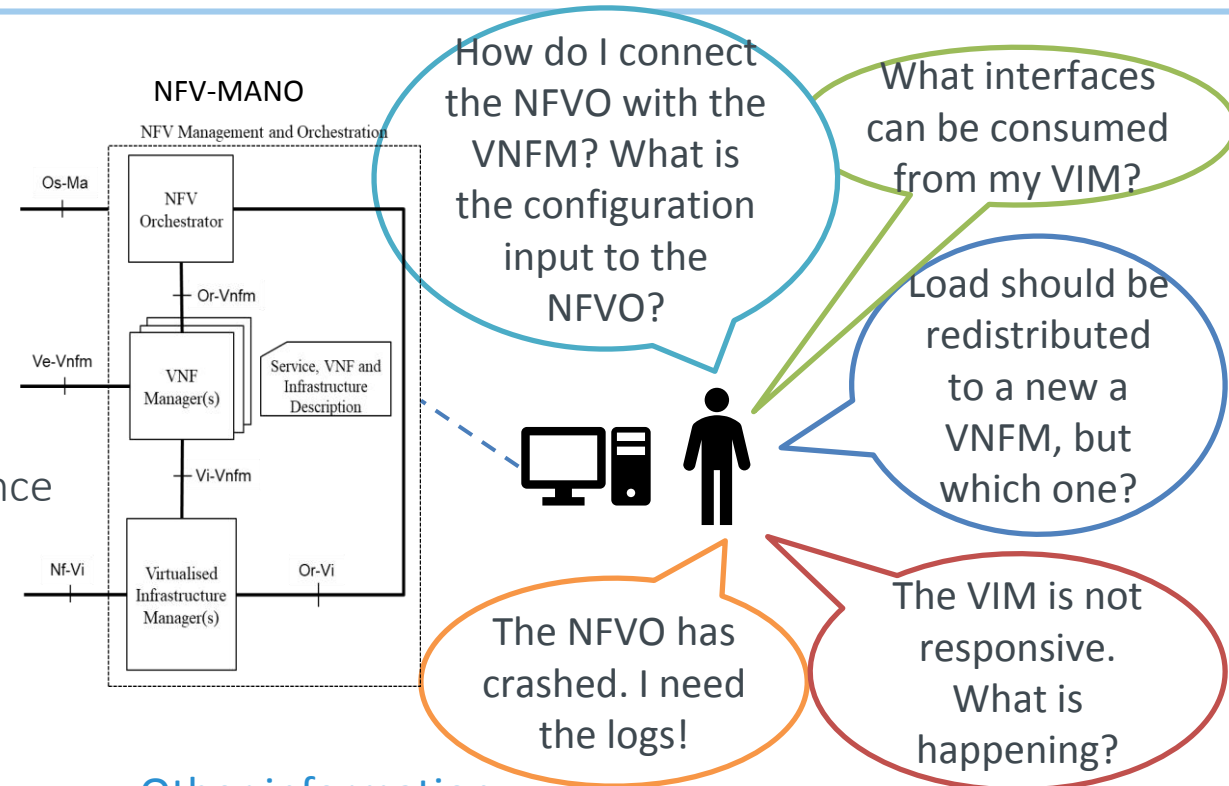 NFV-MANO
NFV Management and Orchestration
Os-Ma
NFV
Orchestrator
Or-Vnfm
Ve-Vnfm
VNF
Manager(s)
Service, VNF and
Infrastructure
Description
Vi-Vnfm
nce
Nf-Vi
Virtualised
Infrastructure
Manager(s)
Or-Vi
How do I connect
the NFVO with the
VNFM? What is
the configuration
input to the
NFVO?
What interfaces
can be consumed
from my VIM?
Load should be
redistributed
to a new a
VNFM, but
which one?
The NFVO has
crashed. I need
the logs!
The VIM is not
responsive.
What is
happening?
Other information